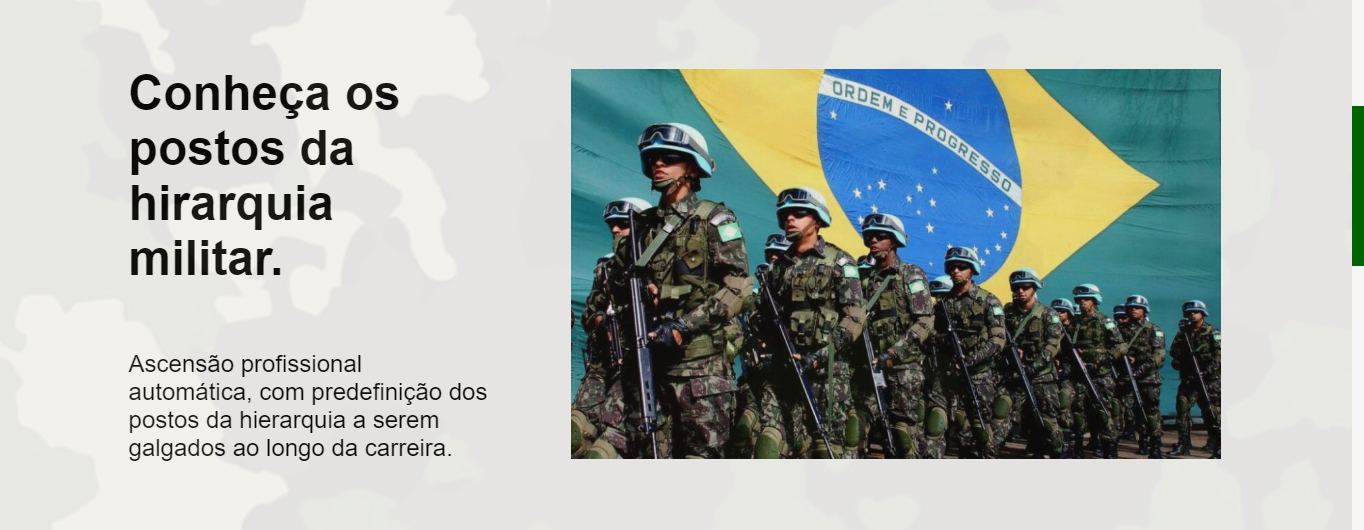 Conheça os
postos da
hirarquia
militar.
Ascensão profissional
automática, com predefinição dos
postos da hierarquia a serem
galgados ao longo da carreira.
ORDEM E PROGRESSO